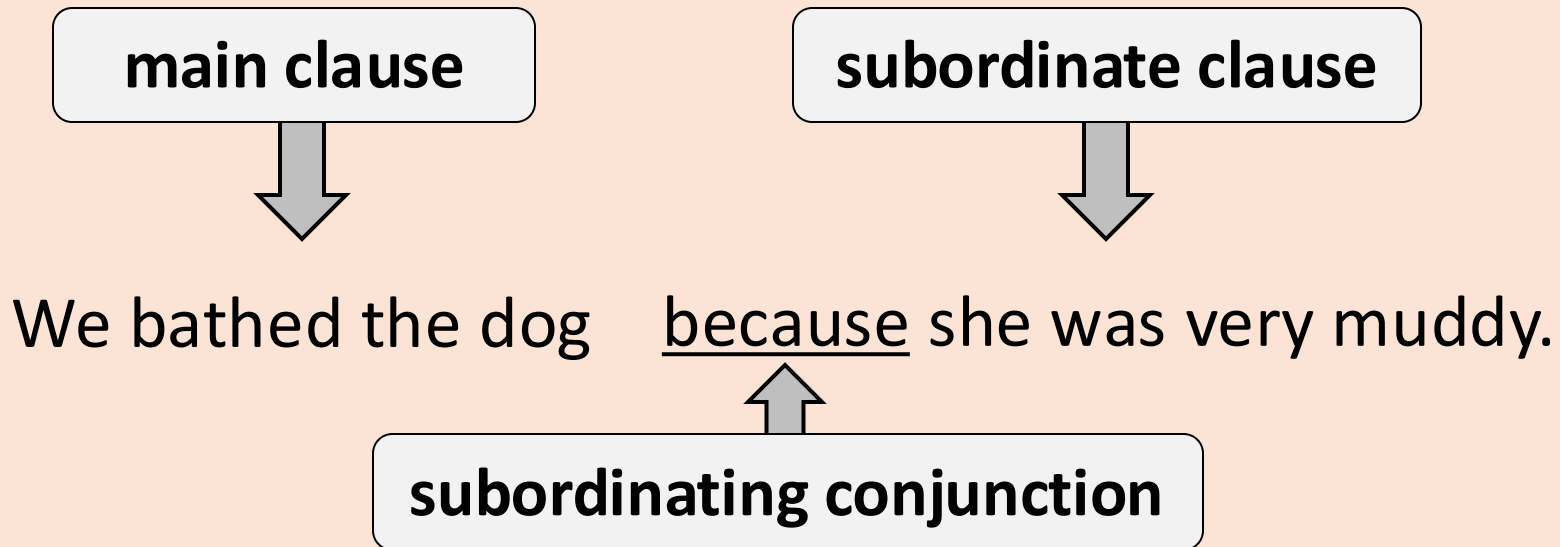 main clause
subordinate clause
We bathed the dog because she was very muddy.
subordinating conjunction